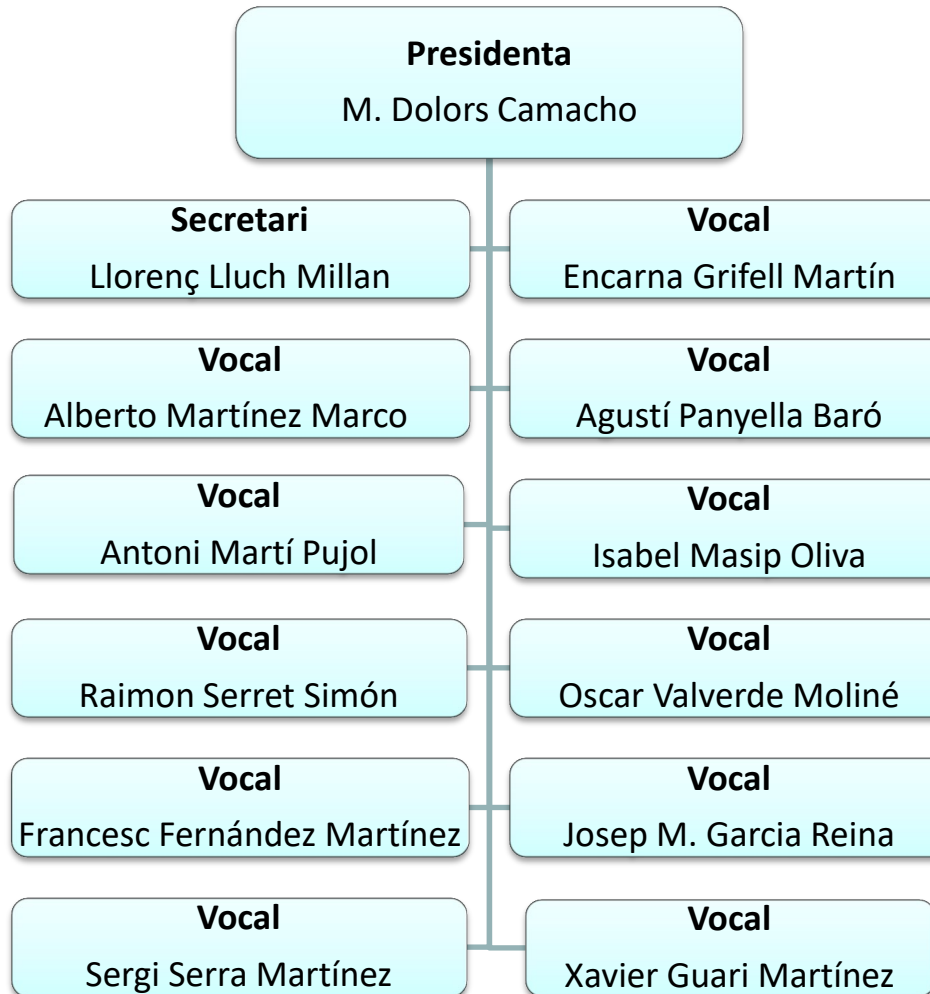 Presidenta
M. Dolors Camacho
Secretari
Llorenç Lluch Millan
Vocal
Encarna Grifell Martín
Vocal
Alberto Martínez Marco
Vocal
Agustí Panyella Baró
Vocal
Antoni Martí Pujol
Vocal
Isabel Masip Oliva
Vocal
Raimon Serret Simón
Vocal
Oscar Valverde Moliné
Vocal
Francesc Fernández Martínez
Vocal
Josep M. Garcia Reina
Vocal
Sergi Serra Martínez
Vocal
Xavier Guari Martínez